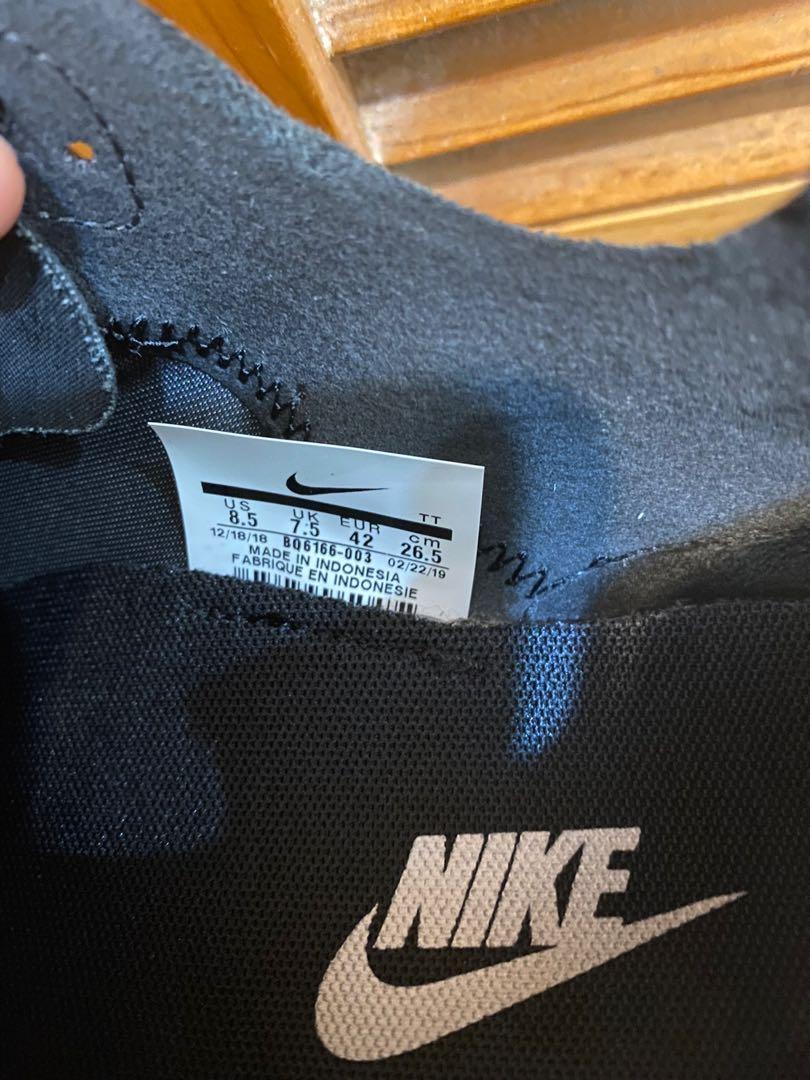 US UK EUR TT cm
8.5 7.5 42 26.5
12/18/18 BQ6166-003 02/22/19
MADE IN INDONESIA
FABRIQUE EN INDONESIE
NIKE